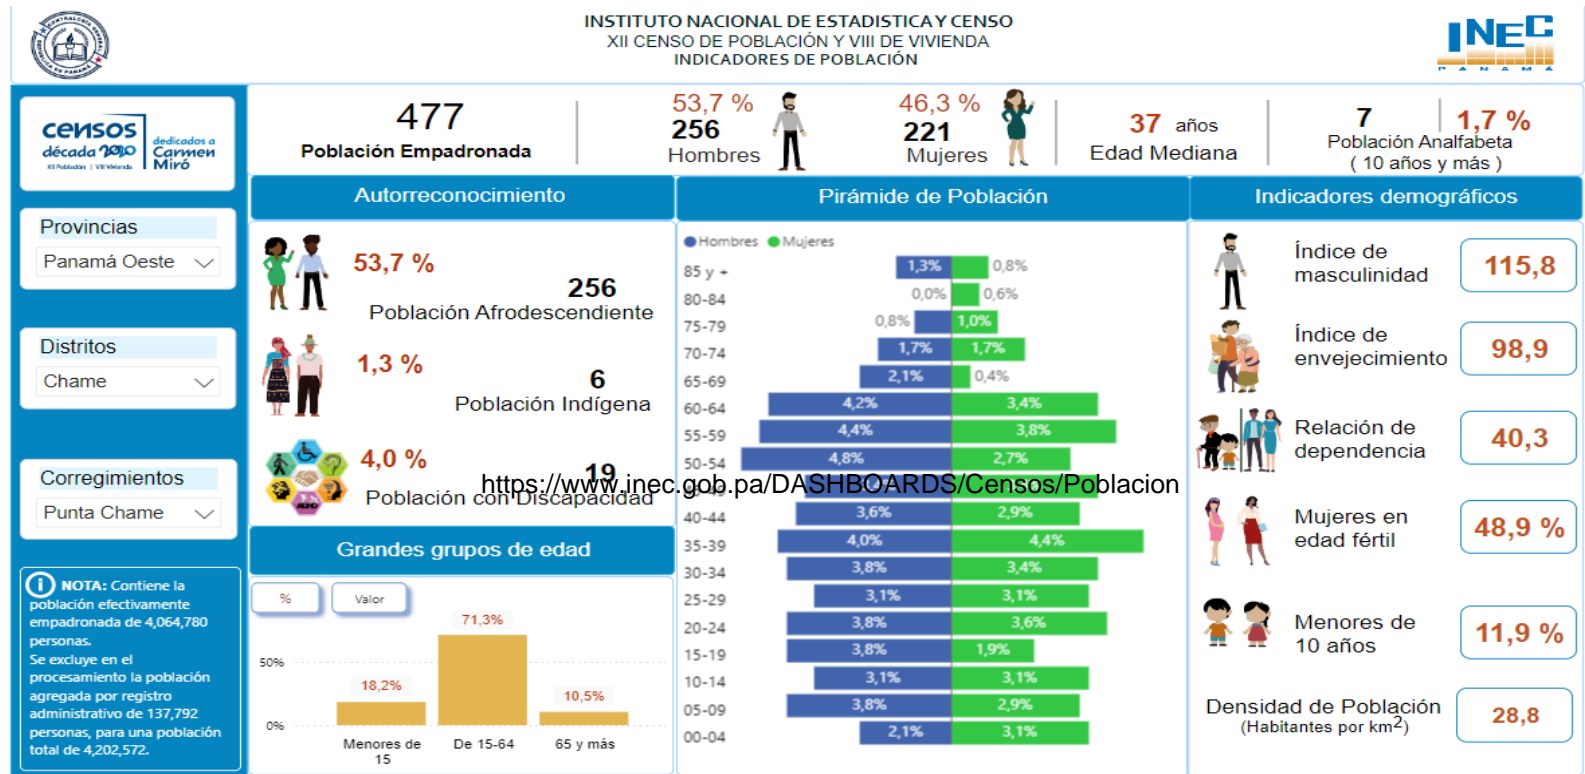 INSTITUTO NACIONAL DE ESTADISTICA Y CENSO
XII CENSO DE POBLACIÓN Y VIII DE VIVIENDA
INDICADORES DE POBLACIÓN
CONTRALORÍA GENERAL
REPÚBLICA DE PANAMÁ
INEC
PANAMÁ
censos
década 2020
XII Población | VIII Vivienda
dedicados a
Carmen
Miró
477
Población Empadronada
53,7 %
256
Hombres
46,3 %
221
Mujeres
37 años
Edad Mediana
7
1,7 %
Población Analfabeta
( 10 años y más )
Provincias
Panamá Oeste
Distritos
Chame
Corregimientos
Punta Chame
i NOTA: Contiene la
población efectivamente
empadronada de 4,064,780
personas.
Se excluye en el
procesamiento la población
agregada por registro
administrativo de 137,792
personas, para una población
total de 4,202,572.
Autorreconocimiento
53,7 %
256
Población Afrodescendiente
1,3 %
6
Población Indígena
4,0 %
19
Población con Discapacidad
https://www.inec.gob.pa/DASHBOARDS/Censos/Poblacion
Grandes grupos de edad
%
Valor
50%
0%
18,2%
71,3%
10,5%
Menores de
15
De 15-64
65 y más
Pirámide de Población
Hombres Mujeres
85 y + 1,3% 0,8%
80-84 0,0% 0,6%
75-79 0,8% 1,0%
70-74 1,7% 1,7%
65-69 2,1% 0,4%
60-64 4,2% 3,4%
55-59 4,4% 3,8%
50-54 4,8% 2,7%
40-44 3,6% 2,9%
35-39 4,0% 4,4%
30-34 3,8% 3,4%
25-29 3,1% 3,1%
20-24 3,8% 3,6%
15-19 3,8% 1,9%
10-14 3,1% 3,1%
05-09 3,8% 2,9%
00-04 2,1% 3,1%
Indicadores demográficos
Índice de
masculinidad
115,8
Índice de
envejecimiento
98,9
Relación de
dependencia
40,3
Mujeres en
edad fértil
48,9 %
Menores de
10 años
11,9 %
Densidad de Población
(Habitantes por km2)
28,8